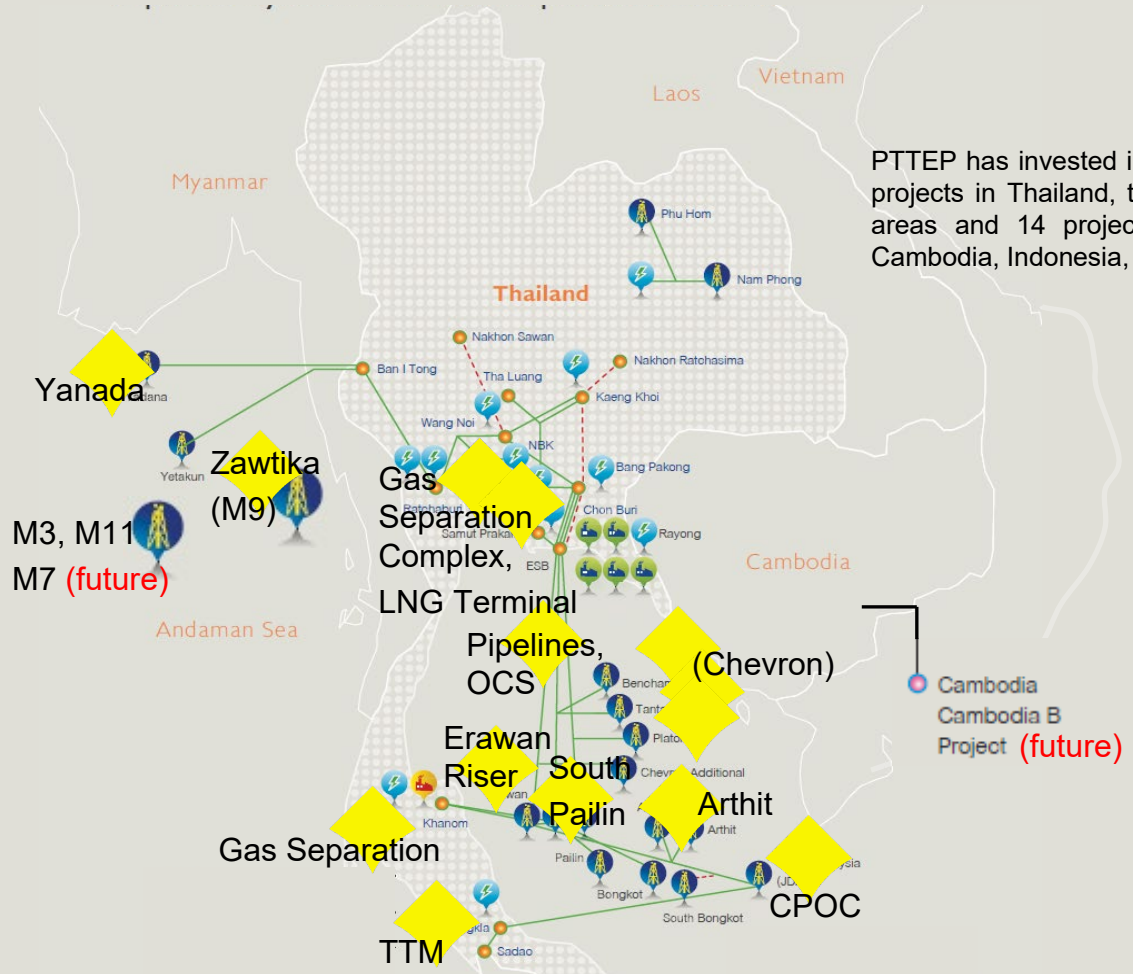 Vietnam
Laos
PTTEP has invested i
projects in Thailand, t
areas and 14 projec
Cambodia, Indonesia,
Myanmar
Phu Hom
Nam Phong
Thailand
Nakhon Sawan
Nakhon Ratchasima
Ban I Tong
Tha Luang
Kaeng Khoi
Yanada
Wang Noi
NBK
Yetakun
Zawtika
(M9)
Bang Pakong
Gas
Separation
Complex,
LNG Terminal
Ratchaburi
Chon Buri
Samut Prakan
Rayong
ESB
M3, M11
M7 (future)
Cambodia
Andaman Sea
Pipelines,
OCS
(Chevron)
Cambodia
Cambodia B
Project (future)
Erawan
Riser
South
Pailin
Chevron Additional
Arthit
Arthit
Khanom
Gas Separation
Pailin
Bongkot
South Bongkot
CPOC
TTM
Sadao